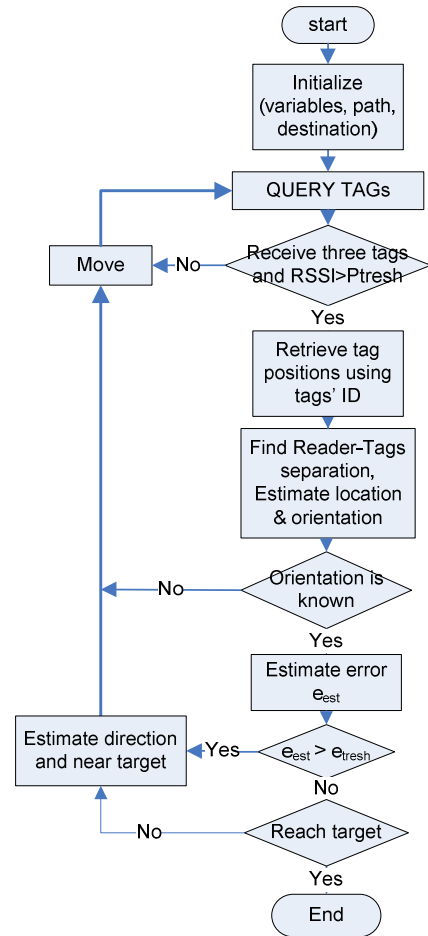 start
Initialize
(variables, path,
destination)
QUERY TAGs
Receive three tags
and RSSI>Ptresh
No
Move
Yes
Retrieve tag
positions using
tags' ID
Find Reader-Tags
separation,
Estimate location
& orientation
Orientation is
known
No
Yes
Estimate error
eest
eest > etresh
Yes
Estimate direction
and near target
No
Reach target
No
Yes
End